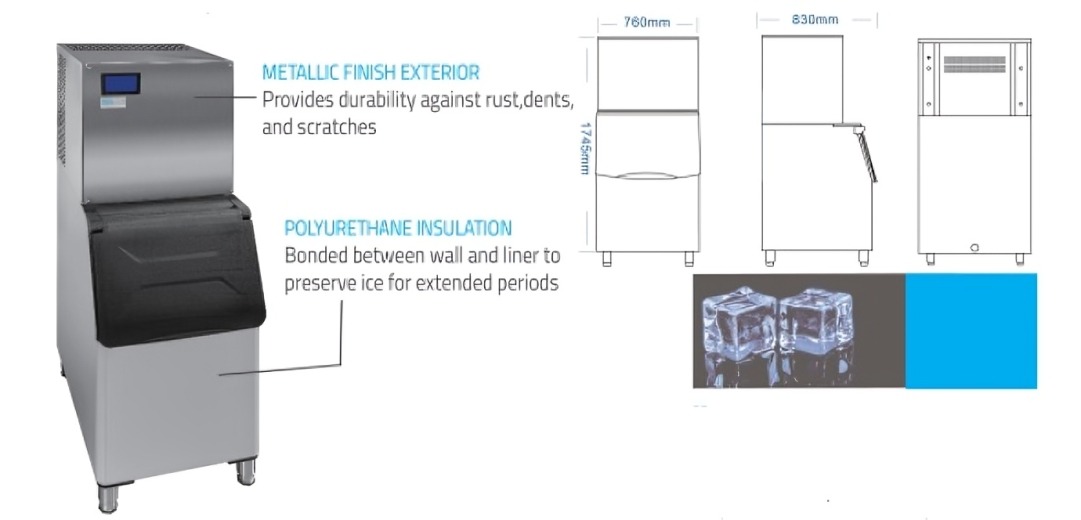 METALLIC FINISH EXTERIOR
Provides durability against rust,dents,
and scratches
POLYURETHANE INSULATION
Bonded between wall and liner to
preserve ice for extended periods
760mm
830mm
1745mm